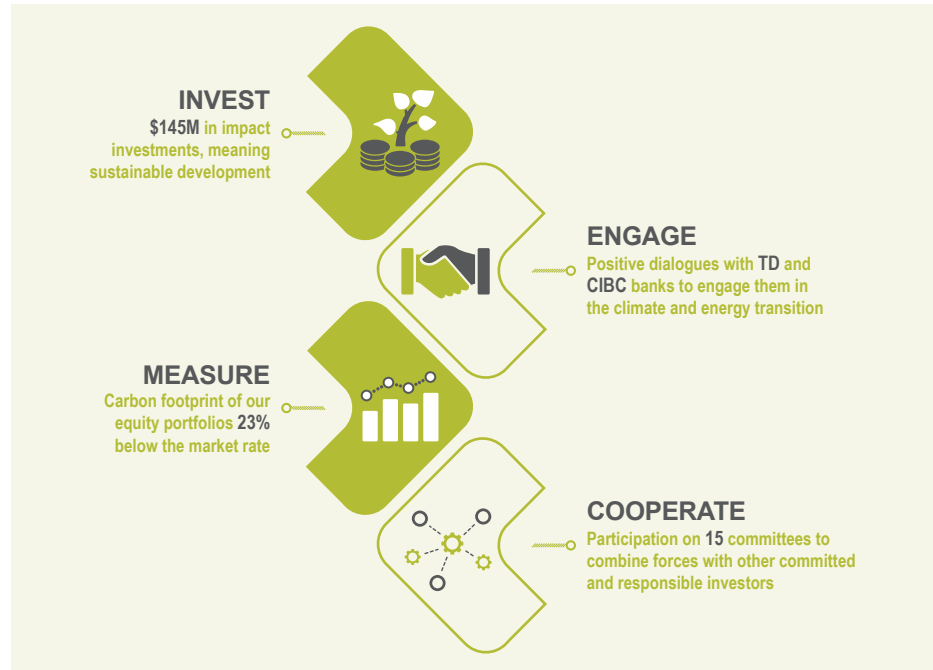 INVEST
$145M in impact
investments, meaning
sustainable development
ENGAGE
Positive dialogues with TD and
CIBC banks to engage them in
the climate and energy transition
MEASURE
Carbon footprint of our
equity portfolios 23%
below the market rate
COOPERATE
Participation on 15 committees to
combine forces with other committed
and responsible investors